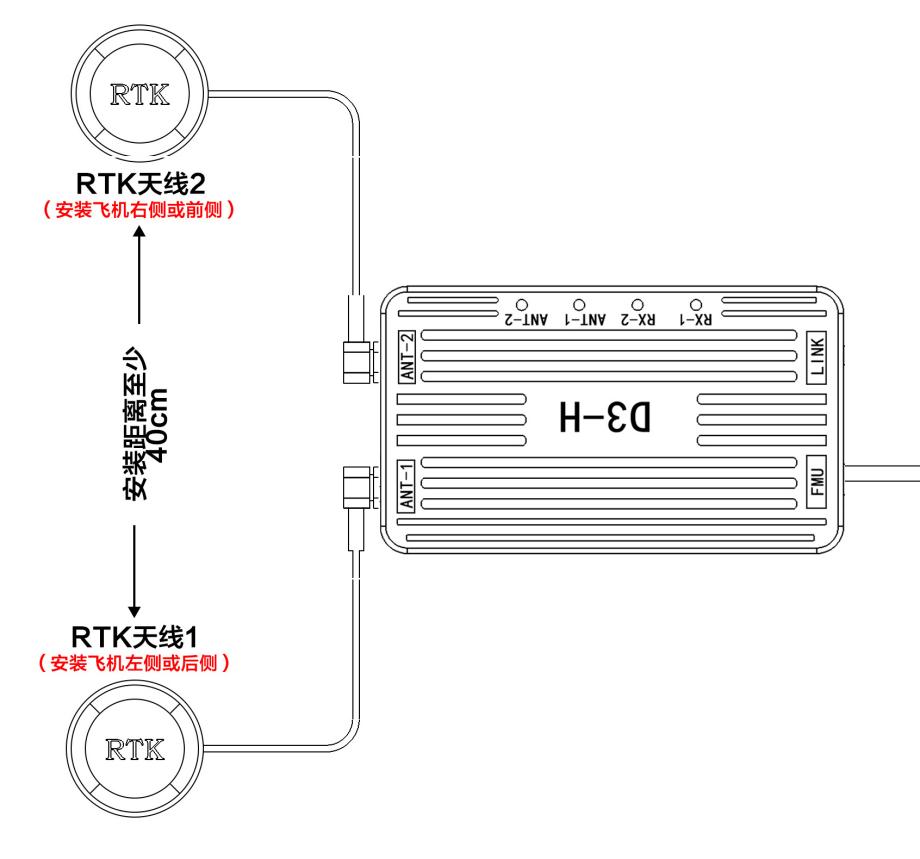 RTK
RTK天线2
（安装飞机右侧或前侧）
安装距离至少
40cm
RTK天线1
（安装飞机左侧或后侧）
RTK
ANT-2
ANT-1
RX-2
RX-1
ANT-2
LINK
D3-H
ANT-1
FMU